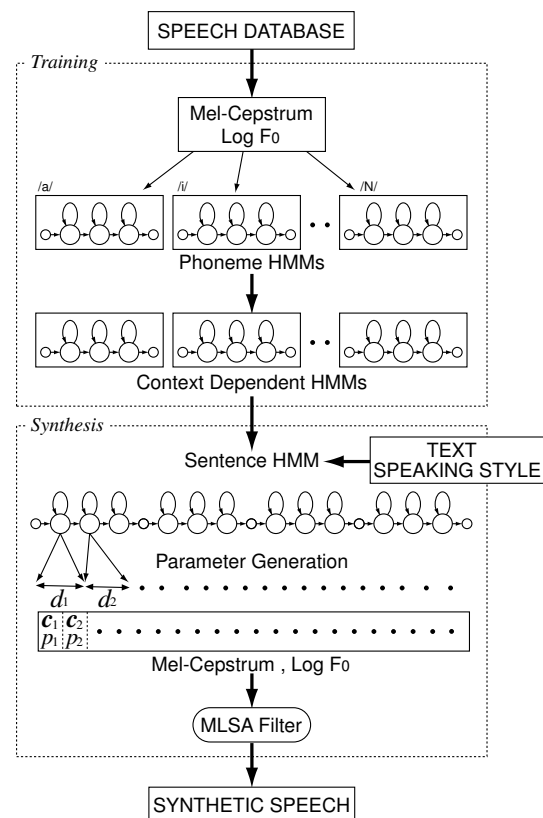 SPEECH DATABASE
Training
Mel-Cepstrum
Log F0
/a/
/i/
/N/
Phoneme HMMs
Context Dependent HMMs
Synthesis
Sentence HMM
TEXT
SPEAKING STYLE
Parameter Generation
d1 d2
c1 c2
p1 p2
Mel-Cepstrum , Log F0
MLSA Filter
SYNTHETIC SPEECH